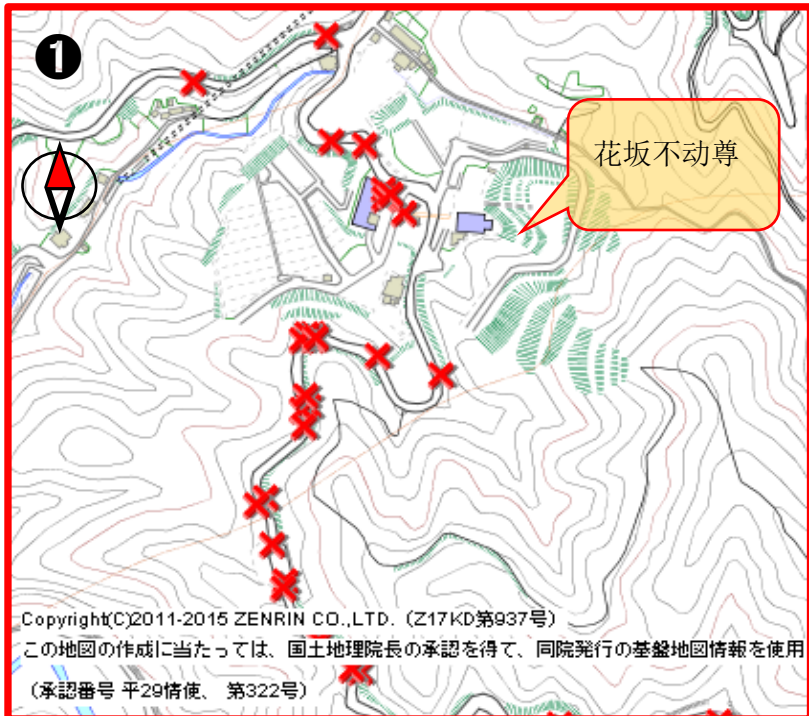 ❶
花坂不动尊
Copyright(C)2011-2015 ZENRIN CO.,LTD. (Z17KD第937号)
この地図の作成に当たっては、国土地理院長の承認を得て、同院発行の基盤地図情報を使用
（承認番号 平29情使、 第322号）